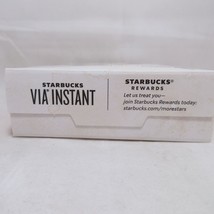 STARBUCKS
VIA® INSTANT
STARBUCKS®
REWARDS
Let us treat you—
join Starbucks Rewards today:
starbucks.com/morestars